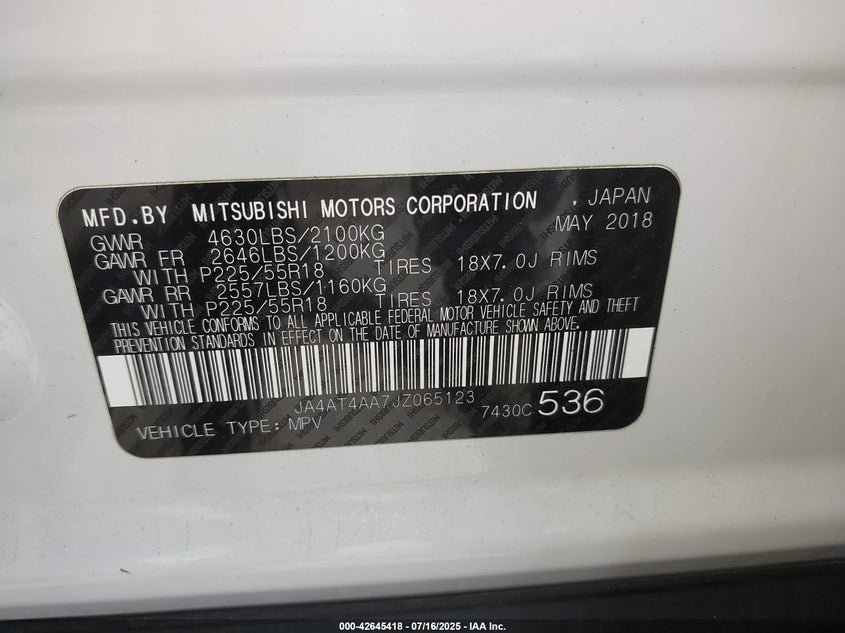 MFD.BY MITSUBISHI MOTORS CORPORATION , JAPAN
GVWR 4630LBS/2100KG MAY 2018
GAWR FR 2646LBS/1200KG
WITH P225/55R18 TIRES 18X7.0J RIMS
GAWR RR 2557LBS/1160KG
WITH P225/55R18 TIRES 18X7.0J RIMS
THIS VEHICLE CONFORMS TO ALL APPLICABLE FEDERAL MOTOR VEHICLE SAFETY AND THEFT
PREVENTION STANDARDS IN EFFECT ON THE DATE OF MANUFACTURE SHOWN ABOVE.
JA4AT4AA7JZ065123
VEHICLE TYPE: MPV 7430C 536
000-42645418 - 07/16/2025 - IAA Inc.